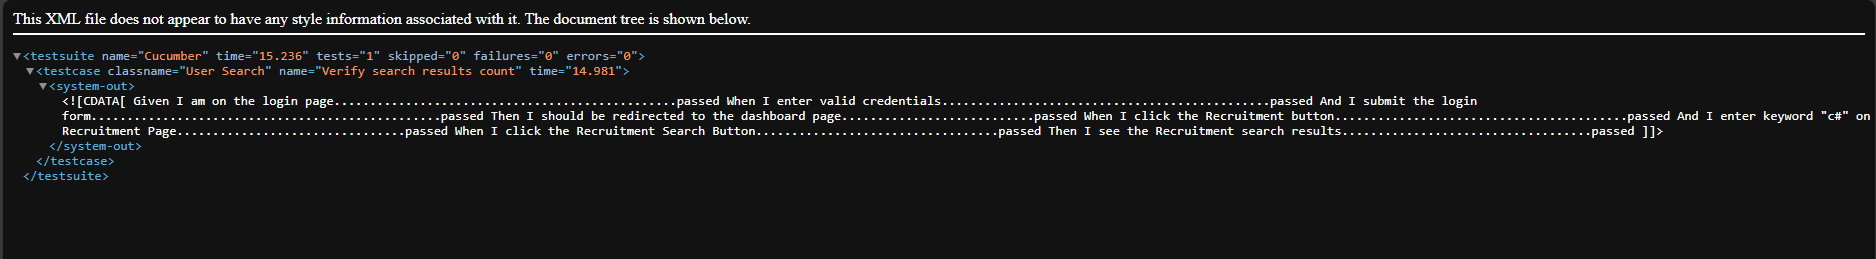 This XML file does not appear to have any style information associated with it. The document tree is shown below.
▼<testsuite name="Cucumber" time="15.236" tests="1" skipped="0" failures="0" errors="0">
▼<testcase classname="User Search" name="Verify search results count" time="14.981">
▼<system-out>
<![CDATA[ Given I am on the login page................................................passed When I enter valid credentials..............................................passed And I submit the login
form.................................................passed Then I should be redirected to the dashboard page...........................passed When I click the Recruitment button.........................................passed And I enter keyword "c#" on
Recruitment Page................................passed When I click the Recruitment Search Button..................................passed Then I see the Recruitment search results...................................passed ]]>
</system-out>
</testcase>
</testsuite>